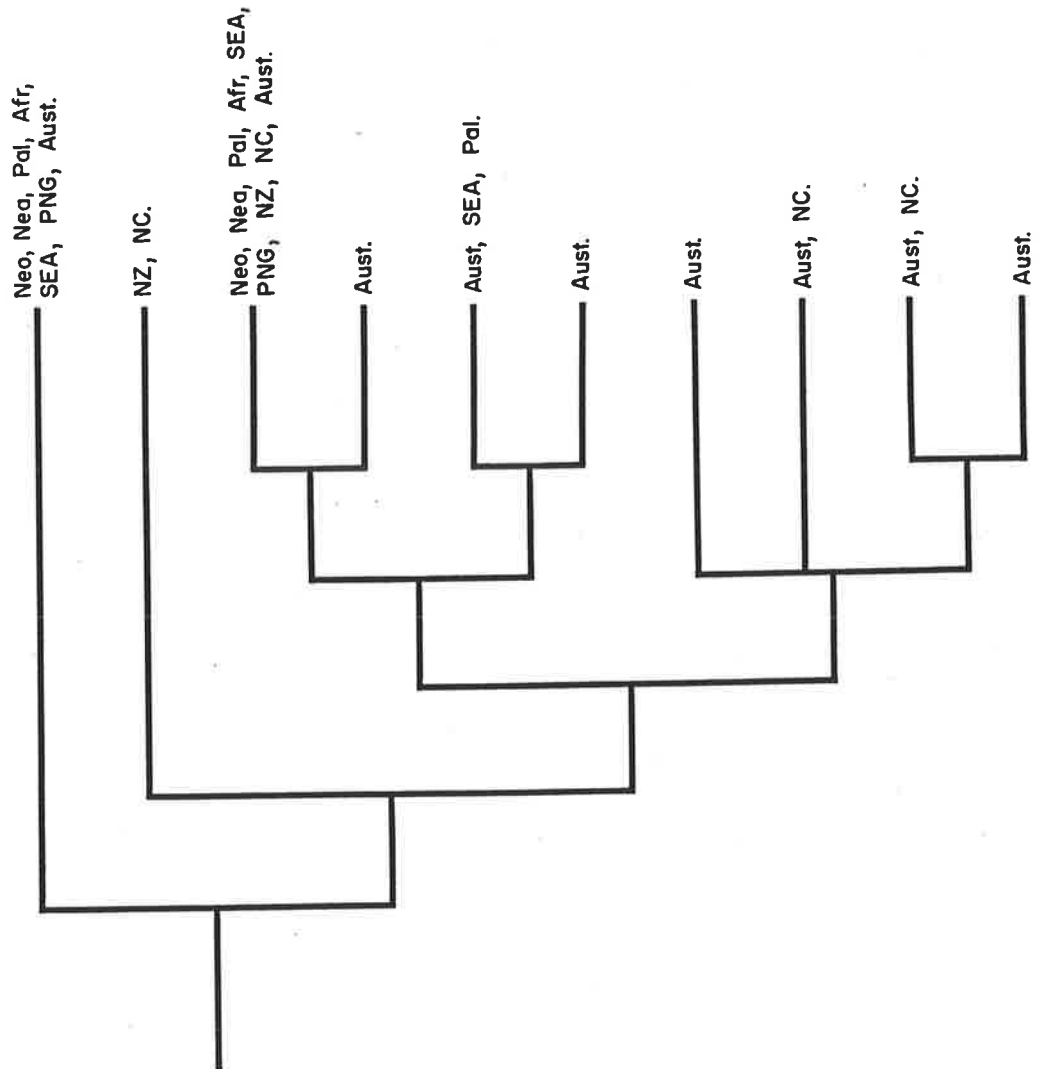 Neo, Nea, Pal, Afr,
SEA, PNG, Aust.
NZ, NC.
Neo, Nea, Pal, Afr, SEA,
PNG, NZ, NC, Aust.
Aust.
Aust, SEA, Pal.
Aust.
Aust.
Aust, NC.
Aust, NC.
Aust.